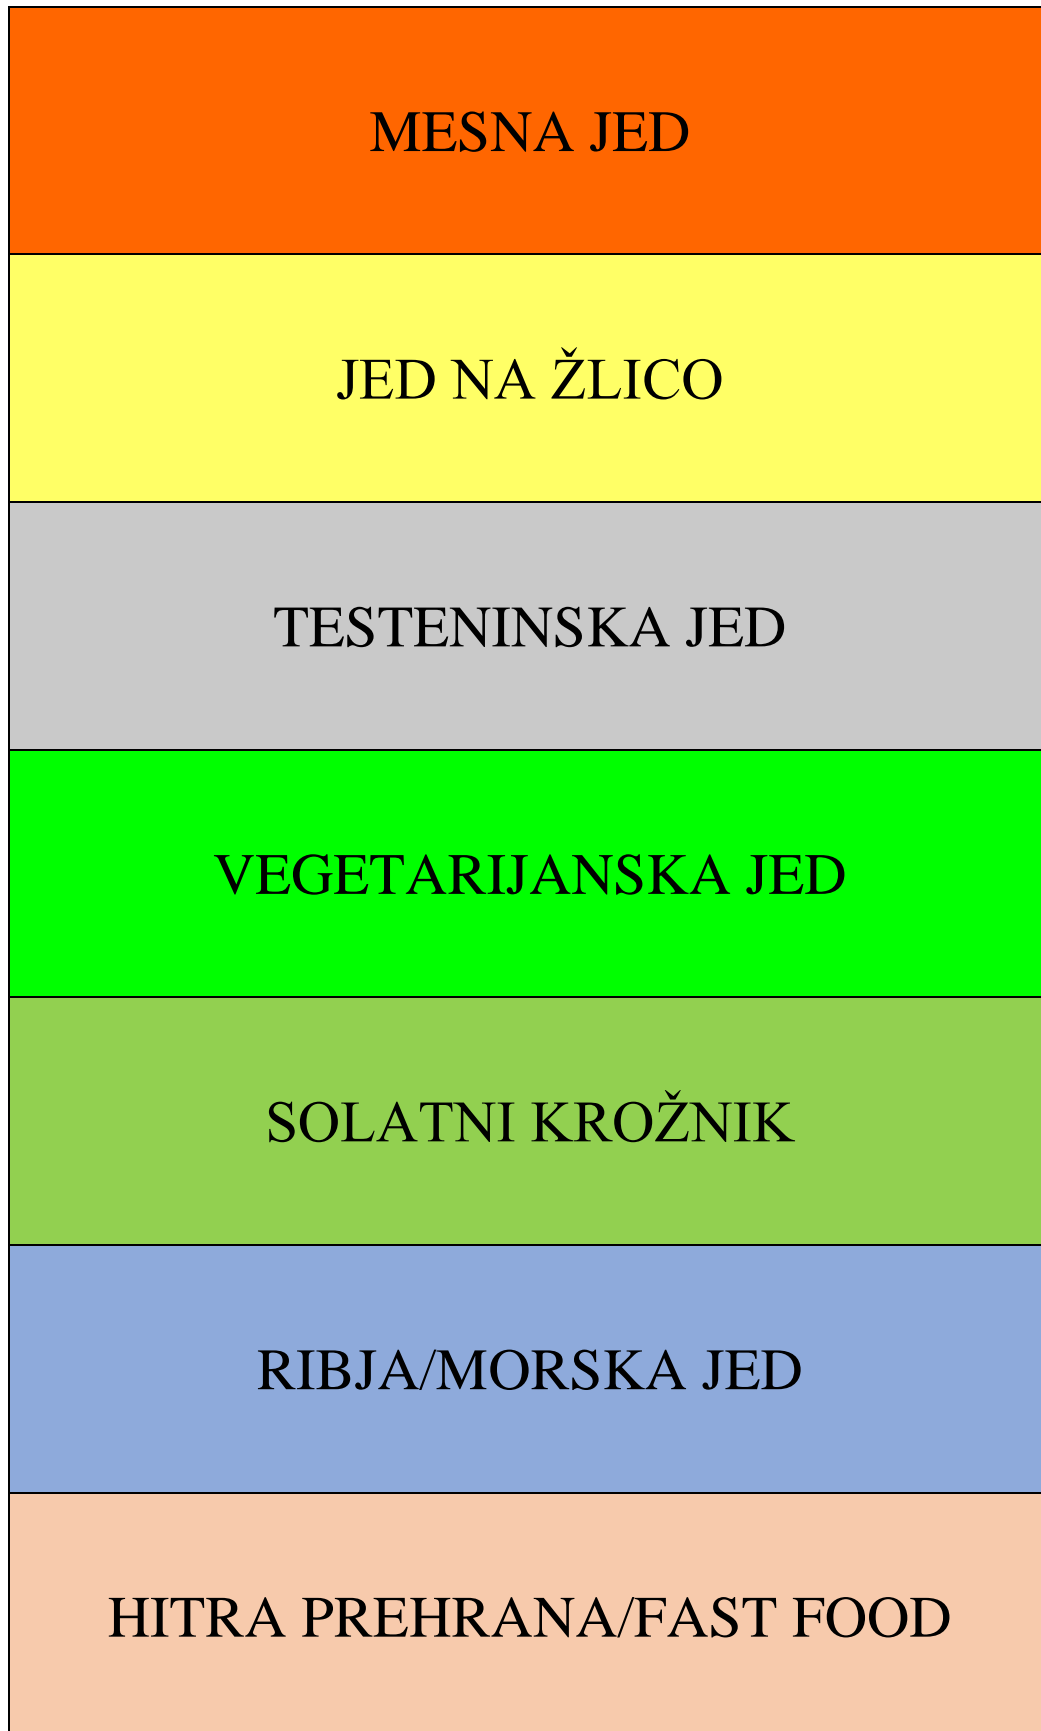 MESNA JED
JED NA ŽLICO
TESTENINSKA JED
VEGETARIJANSKA JED
SOLATNI KROŽNIK
RIBJA/MORSKA JED
HITRA PREHRANA/FAST FOOD